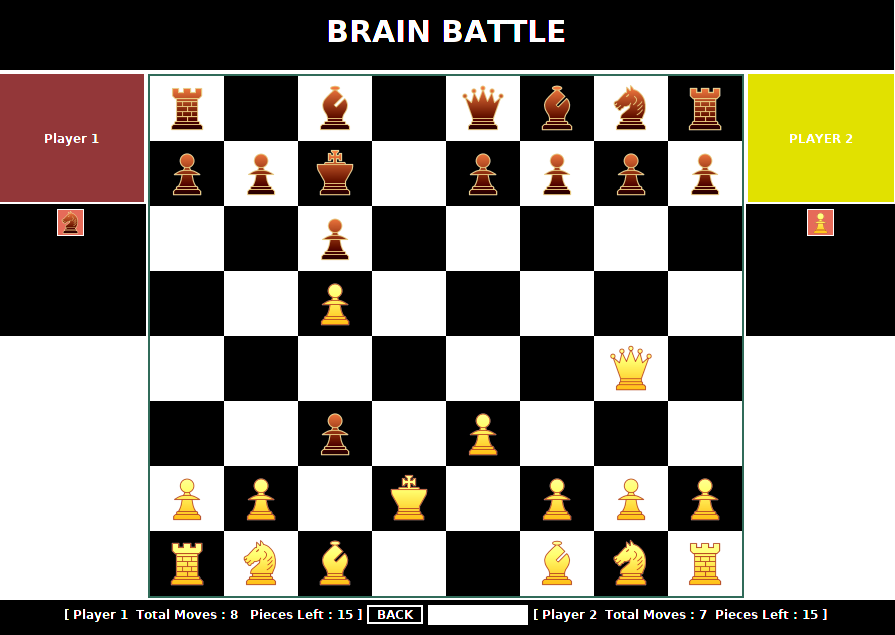 BRAIN BATTLE
Player 1
PLAYER 2
[ Player 1 Total Moves : 8 Pieces Left : 15 ] BACK [ Player 2 Total Moves : 7 Pieces Left : 15 ]